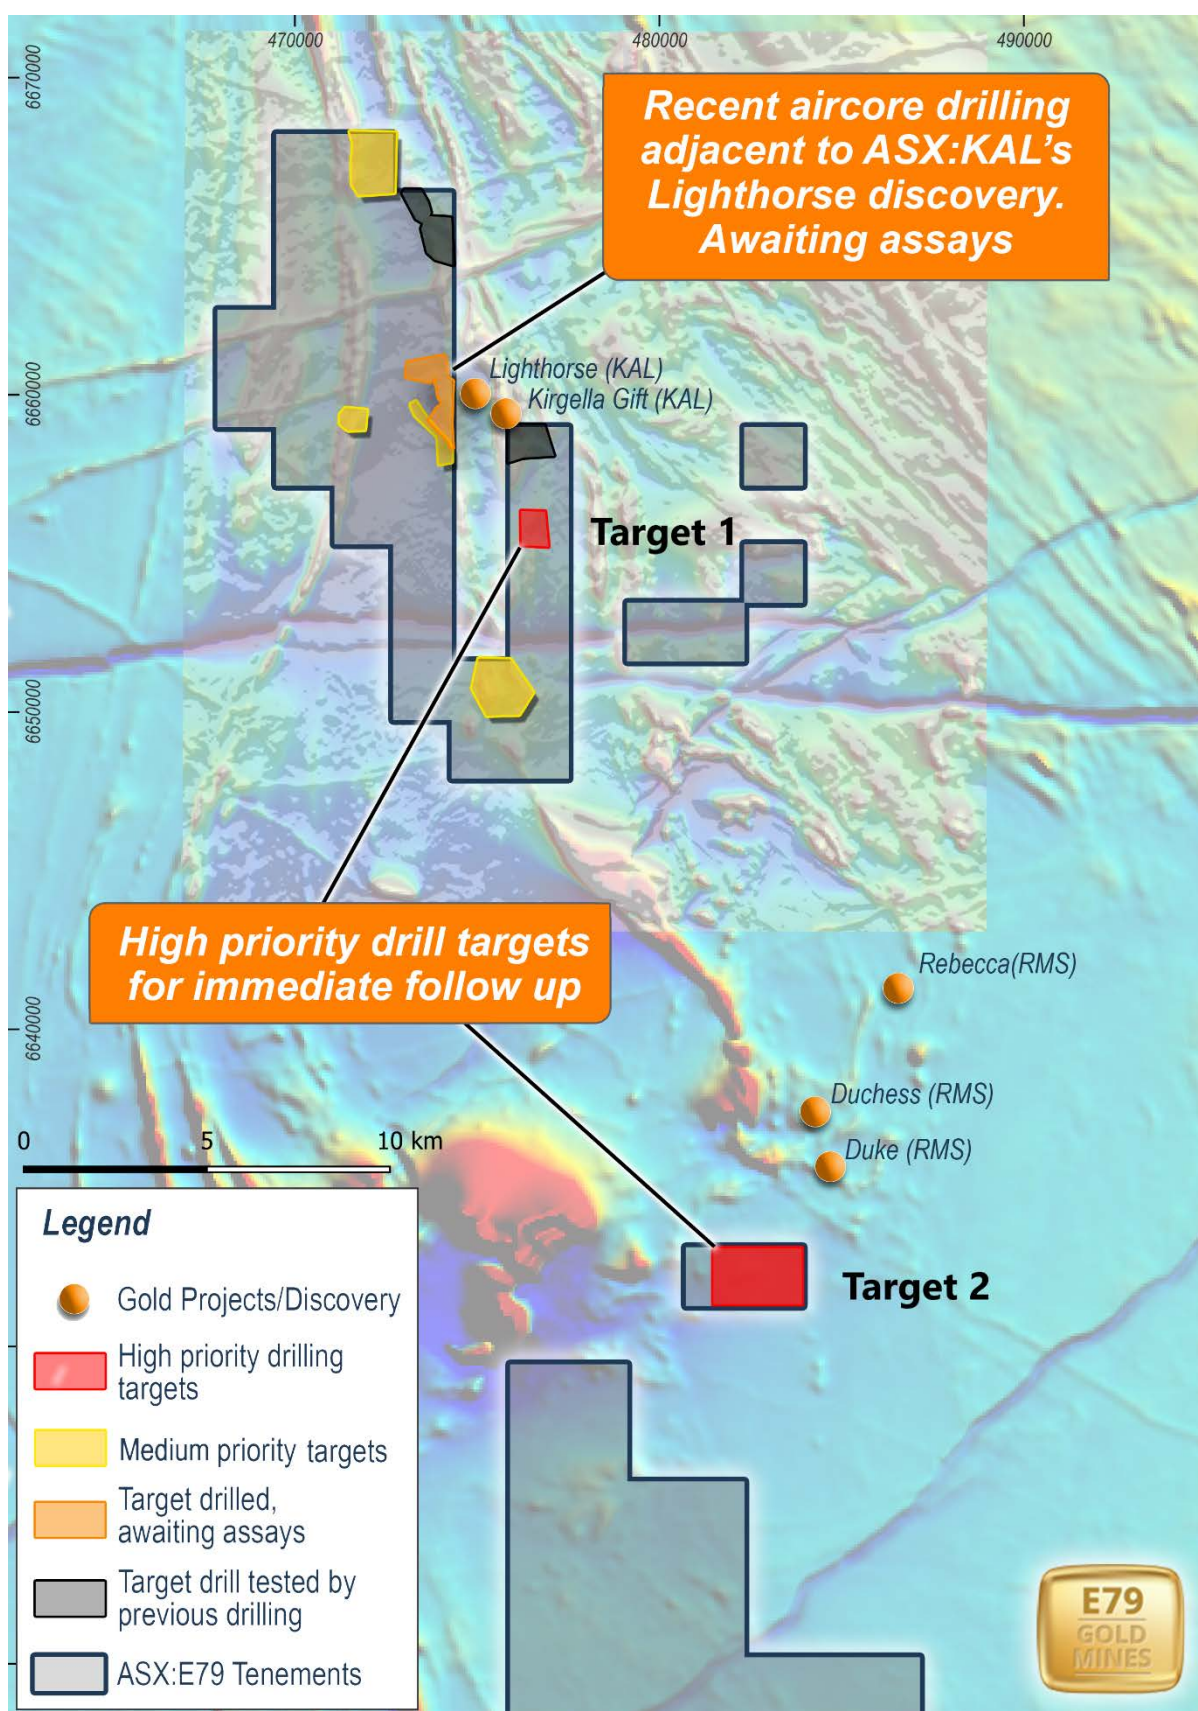 470000
480000
490000
6670000
Recent aircore drilling
adjacent to ASX:KAL's
Lighthorse discovery.
Awaiting assays
Lighthorse (KAL)
Kirgella Gift (KAL)
6660000
Target 1
6650000
High priority drill targets
for immediate follow up
Rebecca(RMS)
6640000
Duchess (RMS)
Duke (RMS)
0 5 10 km
Target 2
Legend
Gold Projects/Discovery
High priority drilling
targets
Medium priority targets
Target drilled,
awaiting assays
Target drill tested by
previous drilling
ASX:E79 Tenements
E79
GOLD
MINES